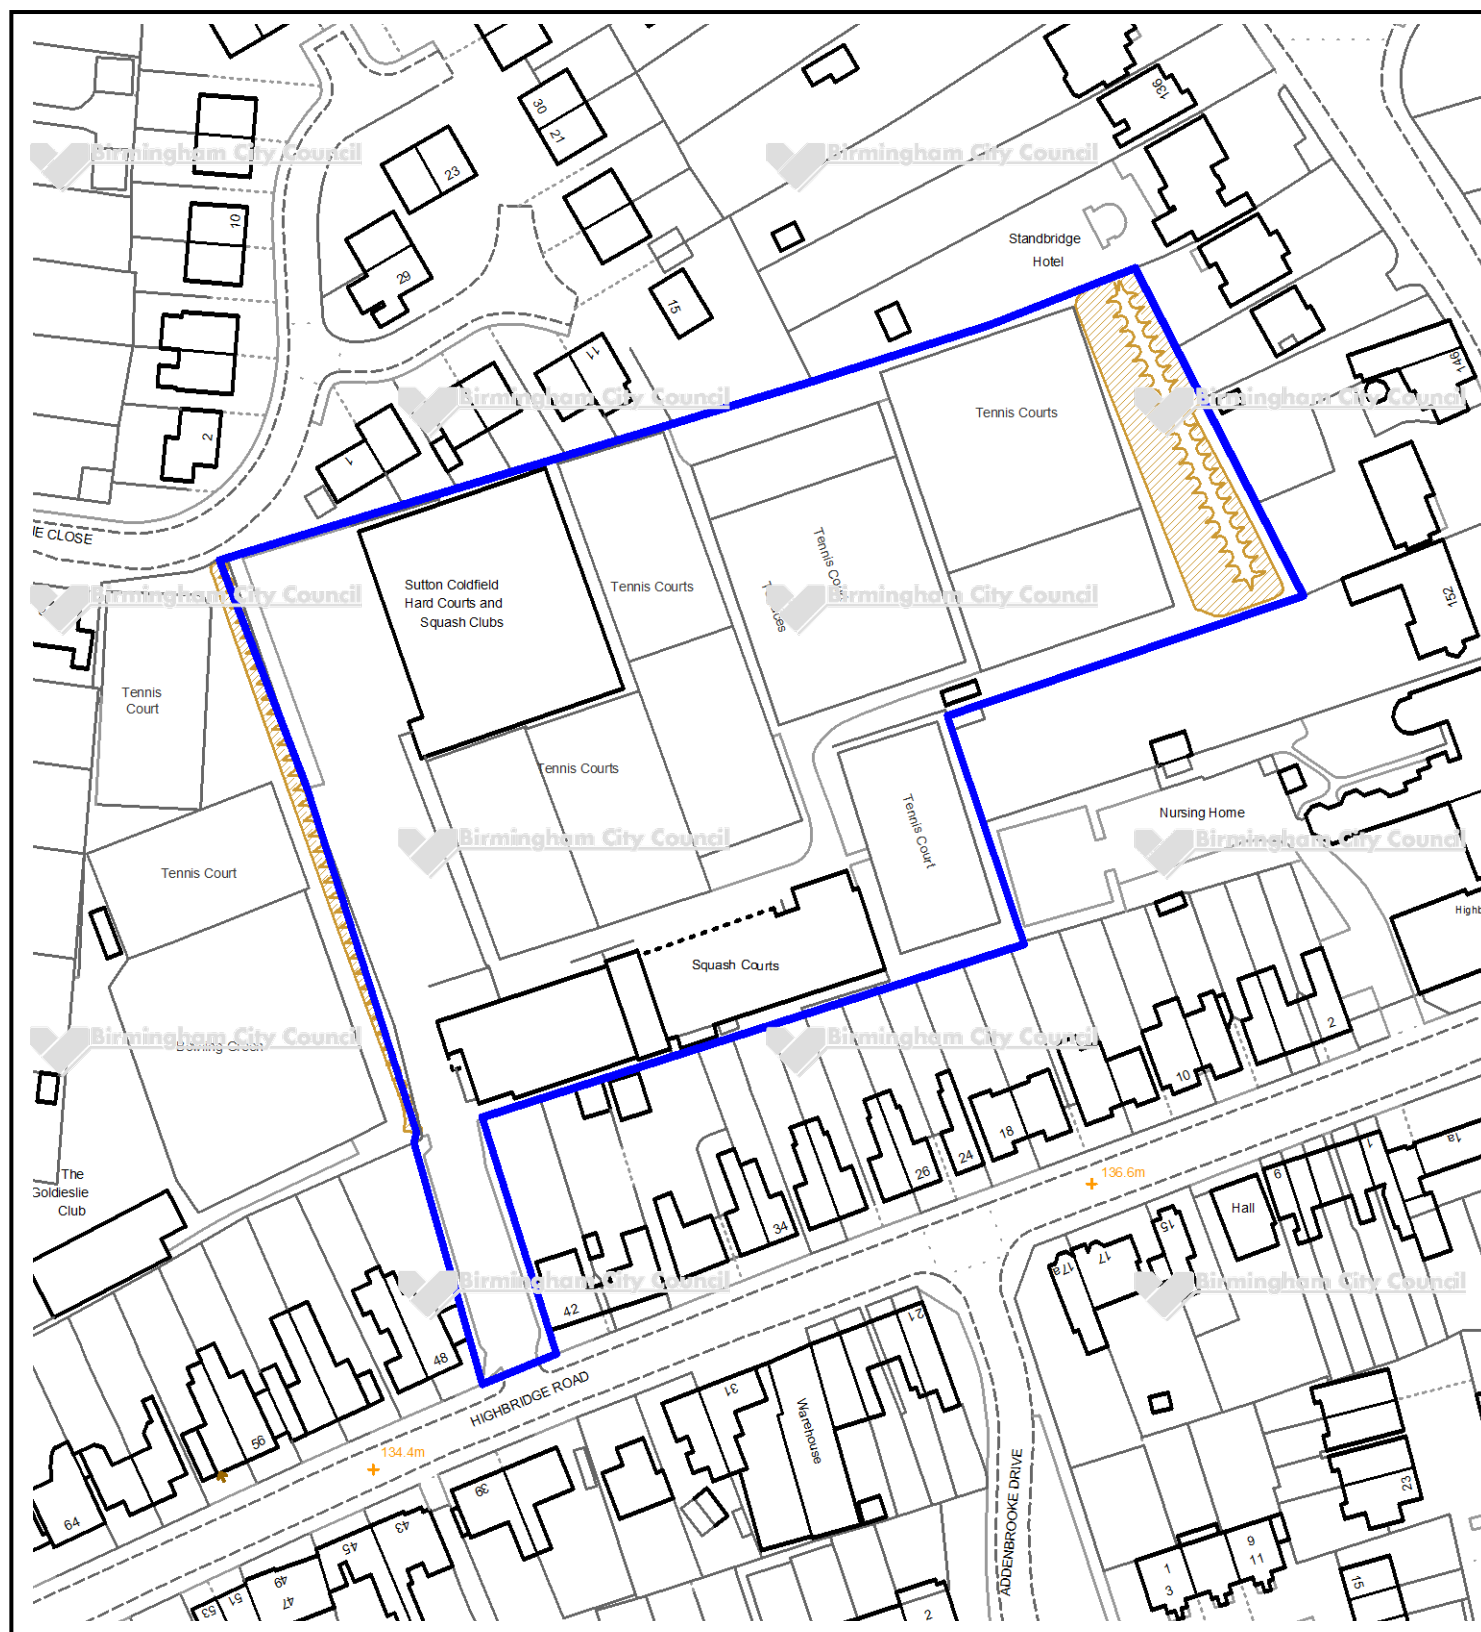 30
21
136
Birmingham City Council
Birmingham City Council
23
10
Standbridge
Hotel
29
15
11
146
Birmingham City Council
Birmingham City Council
Tennis Courts
2
1
IE CLOSE
Sutton Coldfield
Hard Courts and
Squash Clubs
Tennis Courts
Birmingham City Council
Birmingham City Council
152
Tennis
Court
Tennis Courts
Nursing Home
Tennis Court
Birmingham City Council
Birmingham City Council
Tennis Court
Squash Courts
2
Birmingham City Council
Birmingham City Council
10
18
24
26
The
Goldieslie
Club
136.6m
1
1a
9
Hall
34
15
17
17a
Birmingham City Council
Birmingham City Council
42
21
48
31
HIGHBRIDGE ROAD
Warehouse
56
134.4m
39
23
64
43
45
ADDENBROOKE DRIVE
49
47
51
53
9
11
1
3
15
2